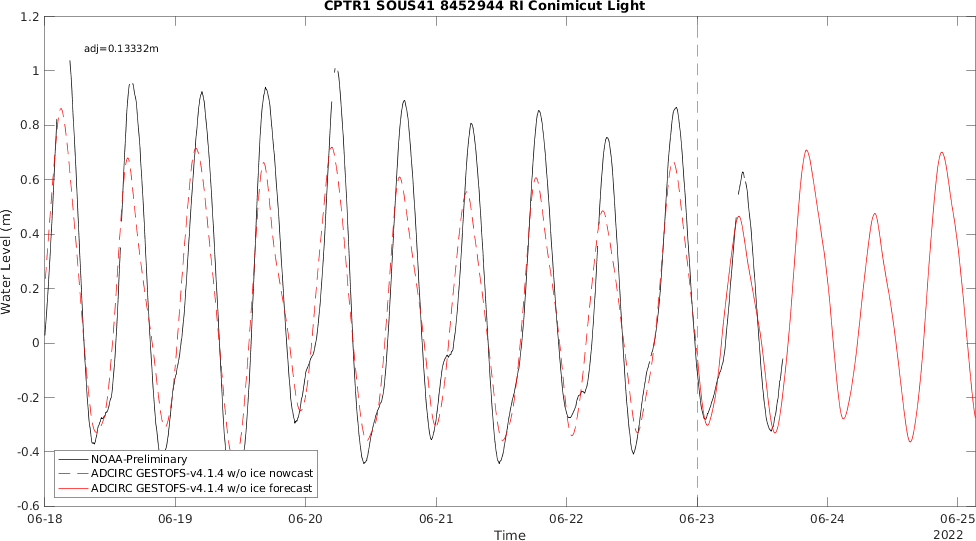 CPTR1 SOUS41 8452944 RI Conimicut Light
adj=0.13332m
Water Level (m)
1.2
1
0.8
0.6
0.4
0.2
0
-0.2
-0.4
-0.6
NOAA-Preliminary
ADCIRC GESTOFS-v4.1.4 w/o ice nowcast
ADCIRC GESTOFS-v4.1.4 w/o ice forecast
06-18 06-19 06-20 06-21 06-22 06-23 06-24 06-25
Time
2022